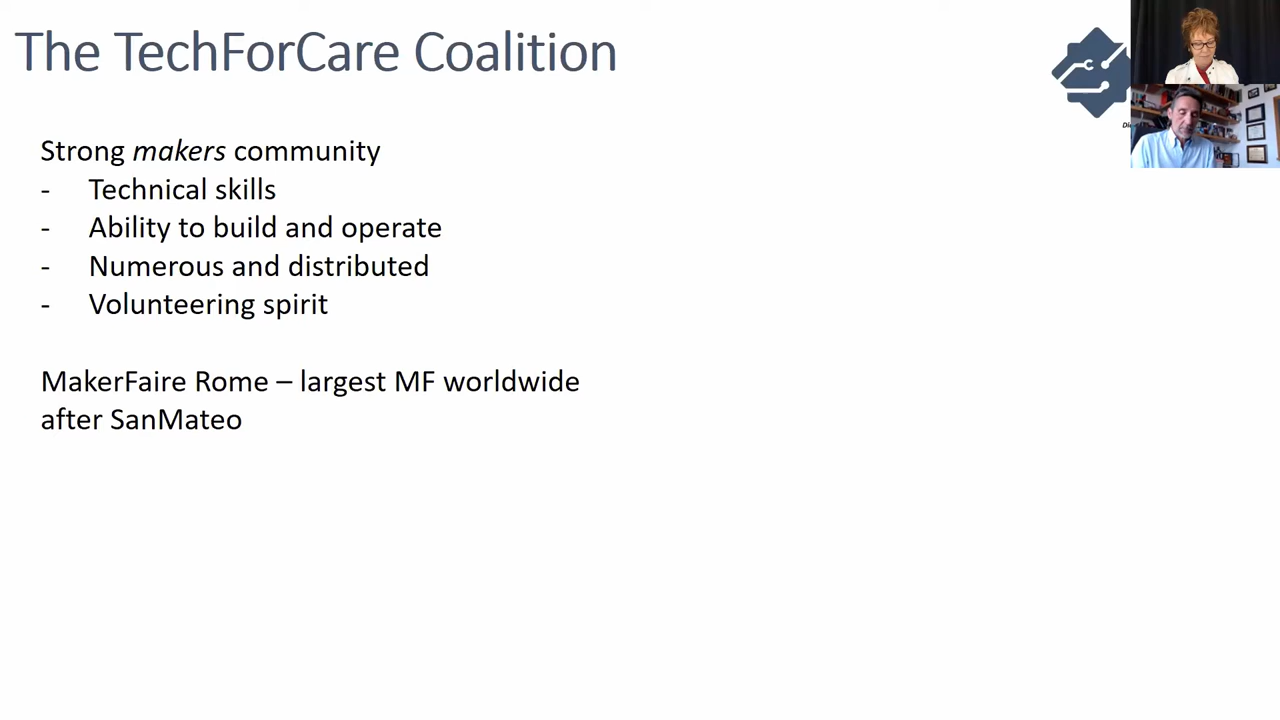 The TechForCare Coalition
Strong makers community
- Technical skills
- Ability to build and operate
- Numerous and distributed
- Volunteering spirit
MakerFaire Rome – largest MF worldwide
after SanMateo